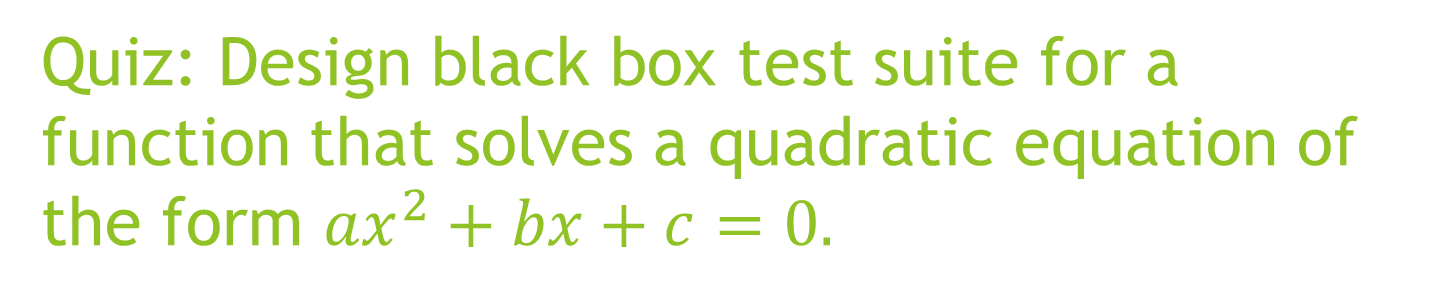 Quiz: Design black box test suite for a
function that solves a quadratic equation of
the form 𝑎𝑥² + 𝑏𝑥 + 𝑐 = 0.